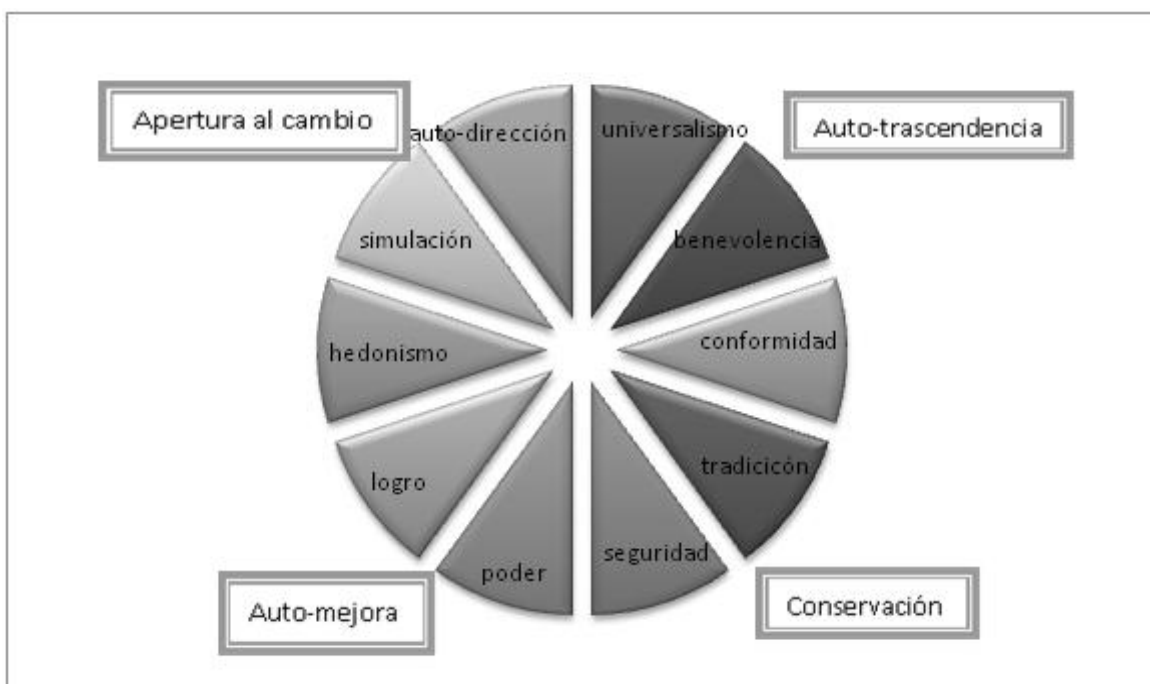 Apertura al cambio
auto-dirección
universalismo
Auto-trascendencia
simulación
benevolencia
hedonismo
conformidad
logro
tradicicón
poder
seguridad
Auto-mejora
Conservación